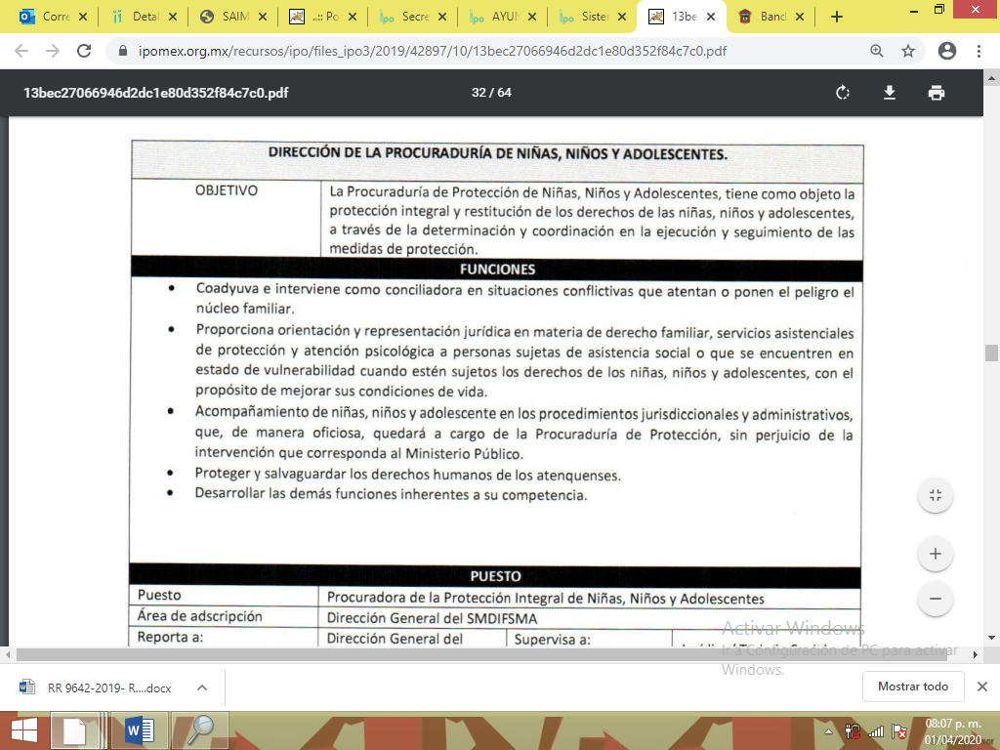 Corre
Detal
SAIM
..:: Po
Secre
AYUN
Sister
13be
Band
ipomex.org.mx/recursos/ipo/files_ipo3/2019/42897/10/13bec27066946d2dc1e80d352f84c7c0.pdf
13bec27066946d2dc1e80d352f84c7c0.pdf
32 / 64
DIRECCIÓN DE LA PROCURADURÍA DE NIÑAS, NIÑOS Y ADOLESCENTES.
OBJETIVO
La Procuraduría de Protección de Niñas, Niños y Adolescentes, tiene como objeto la
protección integral y restitución de los derechos de las niñas, niños y adolescentes,
a través de la determinación y coordinación en la ejecución y seguimiento de las
medidas de protección.
FUNCIONES
• Coadyuva e interviene como conciliadora en situaciones conflictivas que atentan o ponen el peligro el
núcleo familiar.
• Proporciona orientación y representación jurídica en materia de derecho familiar, servicios asistenciales
de protección y atención psicológica a personas sujetas de asistencia social o que se encuentren en
estado de vulnerabilidad cuando estén sujetos los derechos de los niñas, niños y adolescentes, con el
propósito de mejorar sus condiciones de vida.
• Acompañamiento de niñas, niños y adolescente en los procedimientos jurisdiccionales y administrativos,
que, de manera oficiosa, quedará a cargo de la Procuraduría de Protección, sin perjuicio de la
intervención que corresponda al Ministerio Público.
• Proteger y salvaguardar los derechos humanos de los atenquenses.
• Desarrollar las demás funciones inherentes a su competencia.
PUESTO
Puesto
Procuradora de la Protección Integral de Niñas, Niños y Adolescentes
Área de adscripción
Dirección General del SMDIFSMA
Reporta a:
Dirección General del
Supervisa a:
Activar Windows
Ir a Configuración de PC para activar
Windows.
RR 9642-2019- R....docx
Mostrar todo
08:07 p. m.
01/04/2020